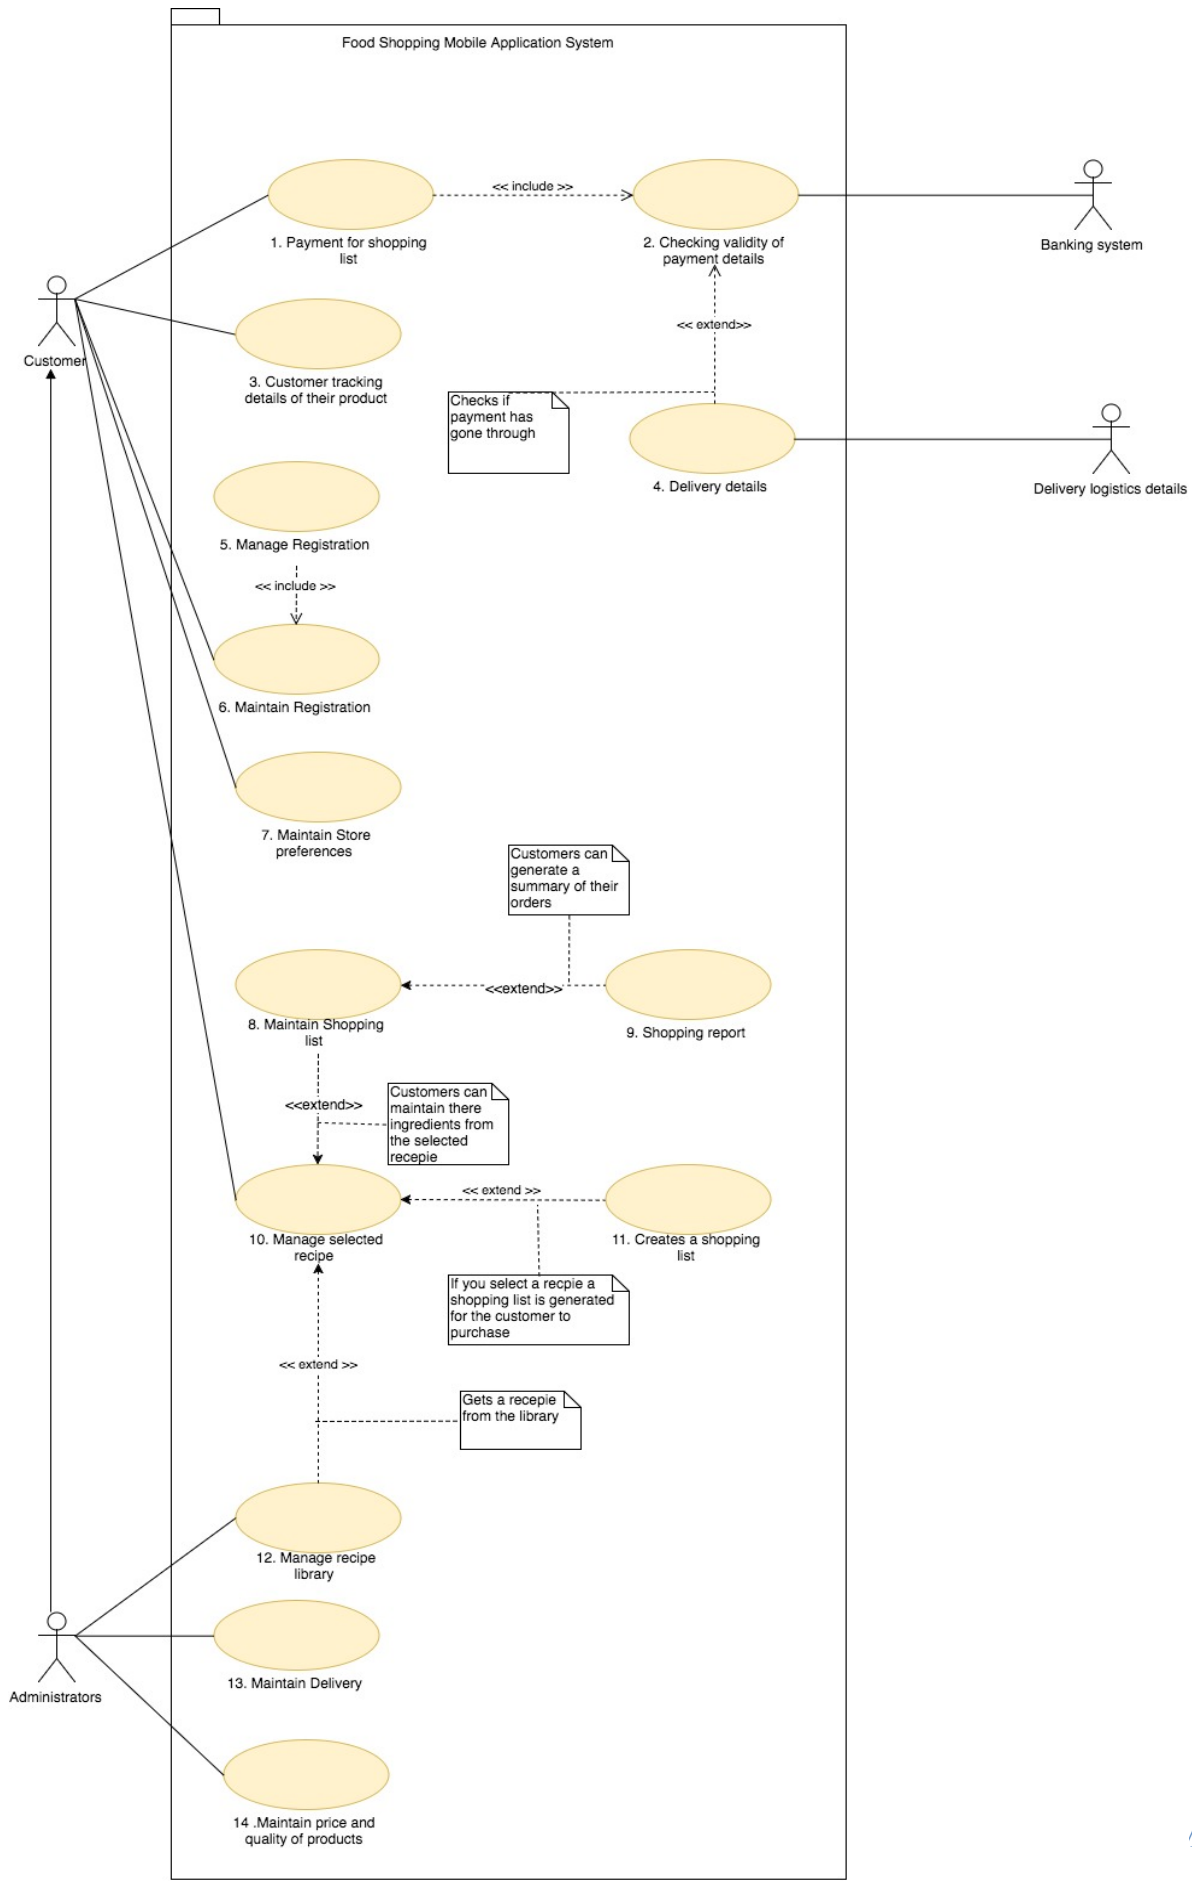 Food Shopping Mobile Application System
<< include >>
1. Payment for shopping
list
2. Checking validity of
payment details
Banking system
<< extend>>
Customer
3. Customer tracking
details of their product
Checks if
payment has
gone through
4. Delivery details
Delivery logistics details
5. Manage Registration
<< include >>
6. Maintain Registration
7. Maintain Store
preferences
Customers can
generate a
summary of their
orders
<<extend>>
8. Maintain Shopping
list
9. Shopping report
<<extend>>
Customers can
maintain there
ingredients from
the selected
recepie
<< extend >>
10. Manage selected
recipe
11. Creates a shopping
list
If you select a recpie a
shopping list is generated
for the customer to
purchase
<< extend >>
Gets a recepie
from the library
12. Manage recipe
library
13. Maintain Delivery
Administrators
14 .Maintain price and
quality of products